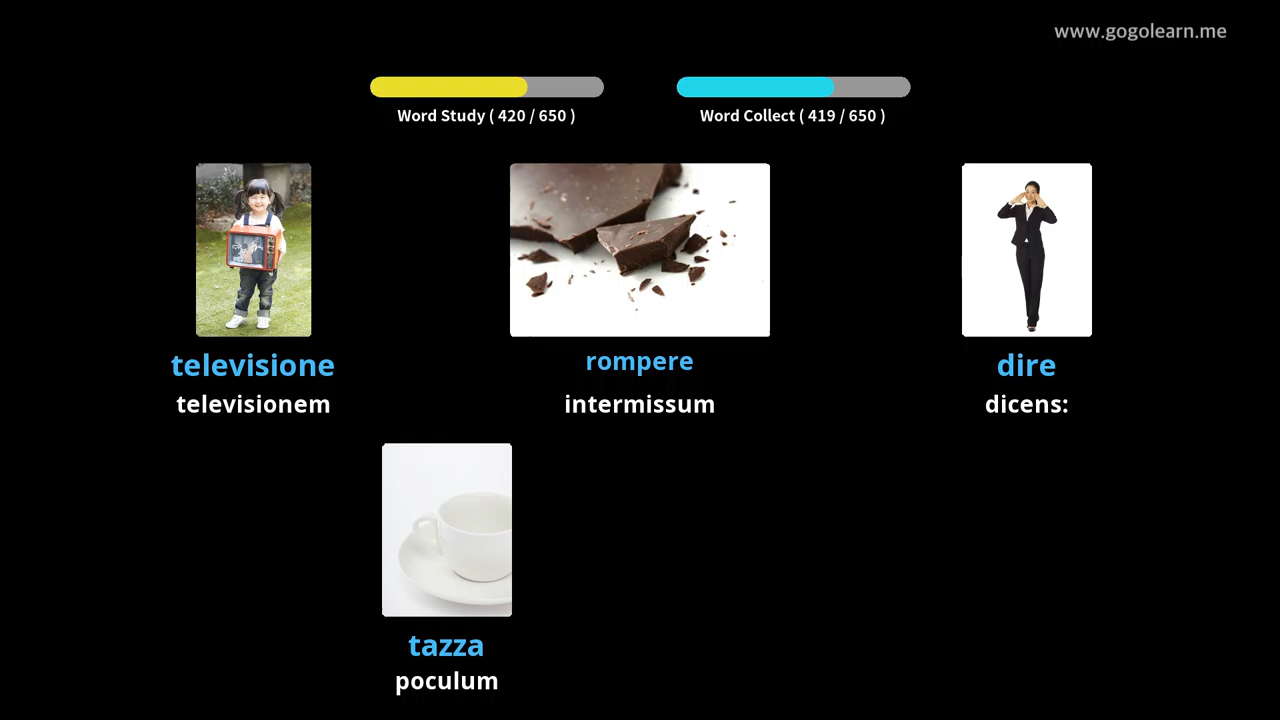 www.gogolearn.me
Word Study ( 420 / 650 )
Word Collect ( 419 / 650 )
televisione
rompere
dire
televisionem
intermissum
dicens:
tazza
poculum